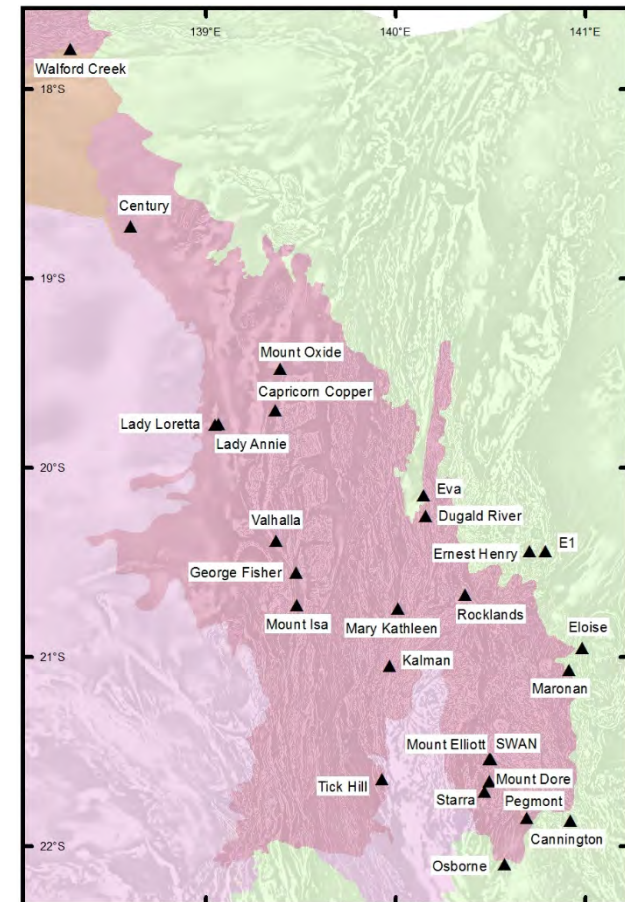 139°E
140°E
141°E
Walford Creek
18°S
Century
19°S
Mount Oxide
Capricorn Copper
Lady Loretta
Lady Annie
20°S
Eva
Dugald River
Valhalla
Ernest Henry
E1
George Fisher
Mount Isa
Mary Kathleen
Rocklands
Eloise
21°S
Kalman
Maronan
Mount Elliott
SWAN
Tick Hill
Mount Dore
Starra
Pegmont
Cannington
22°S
Osborne